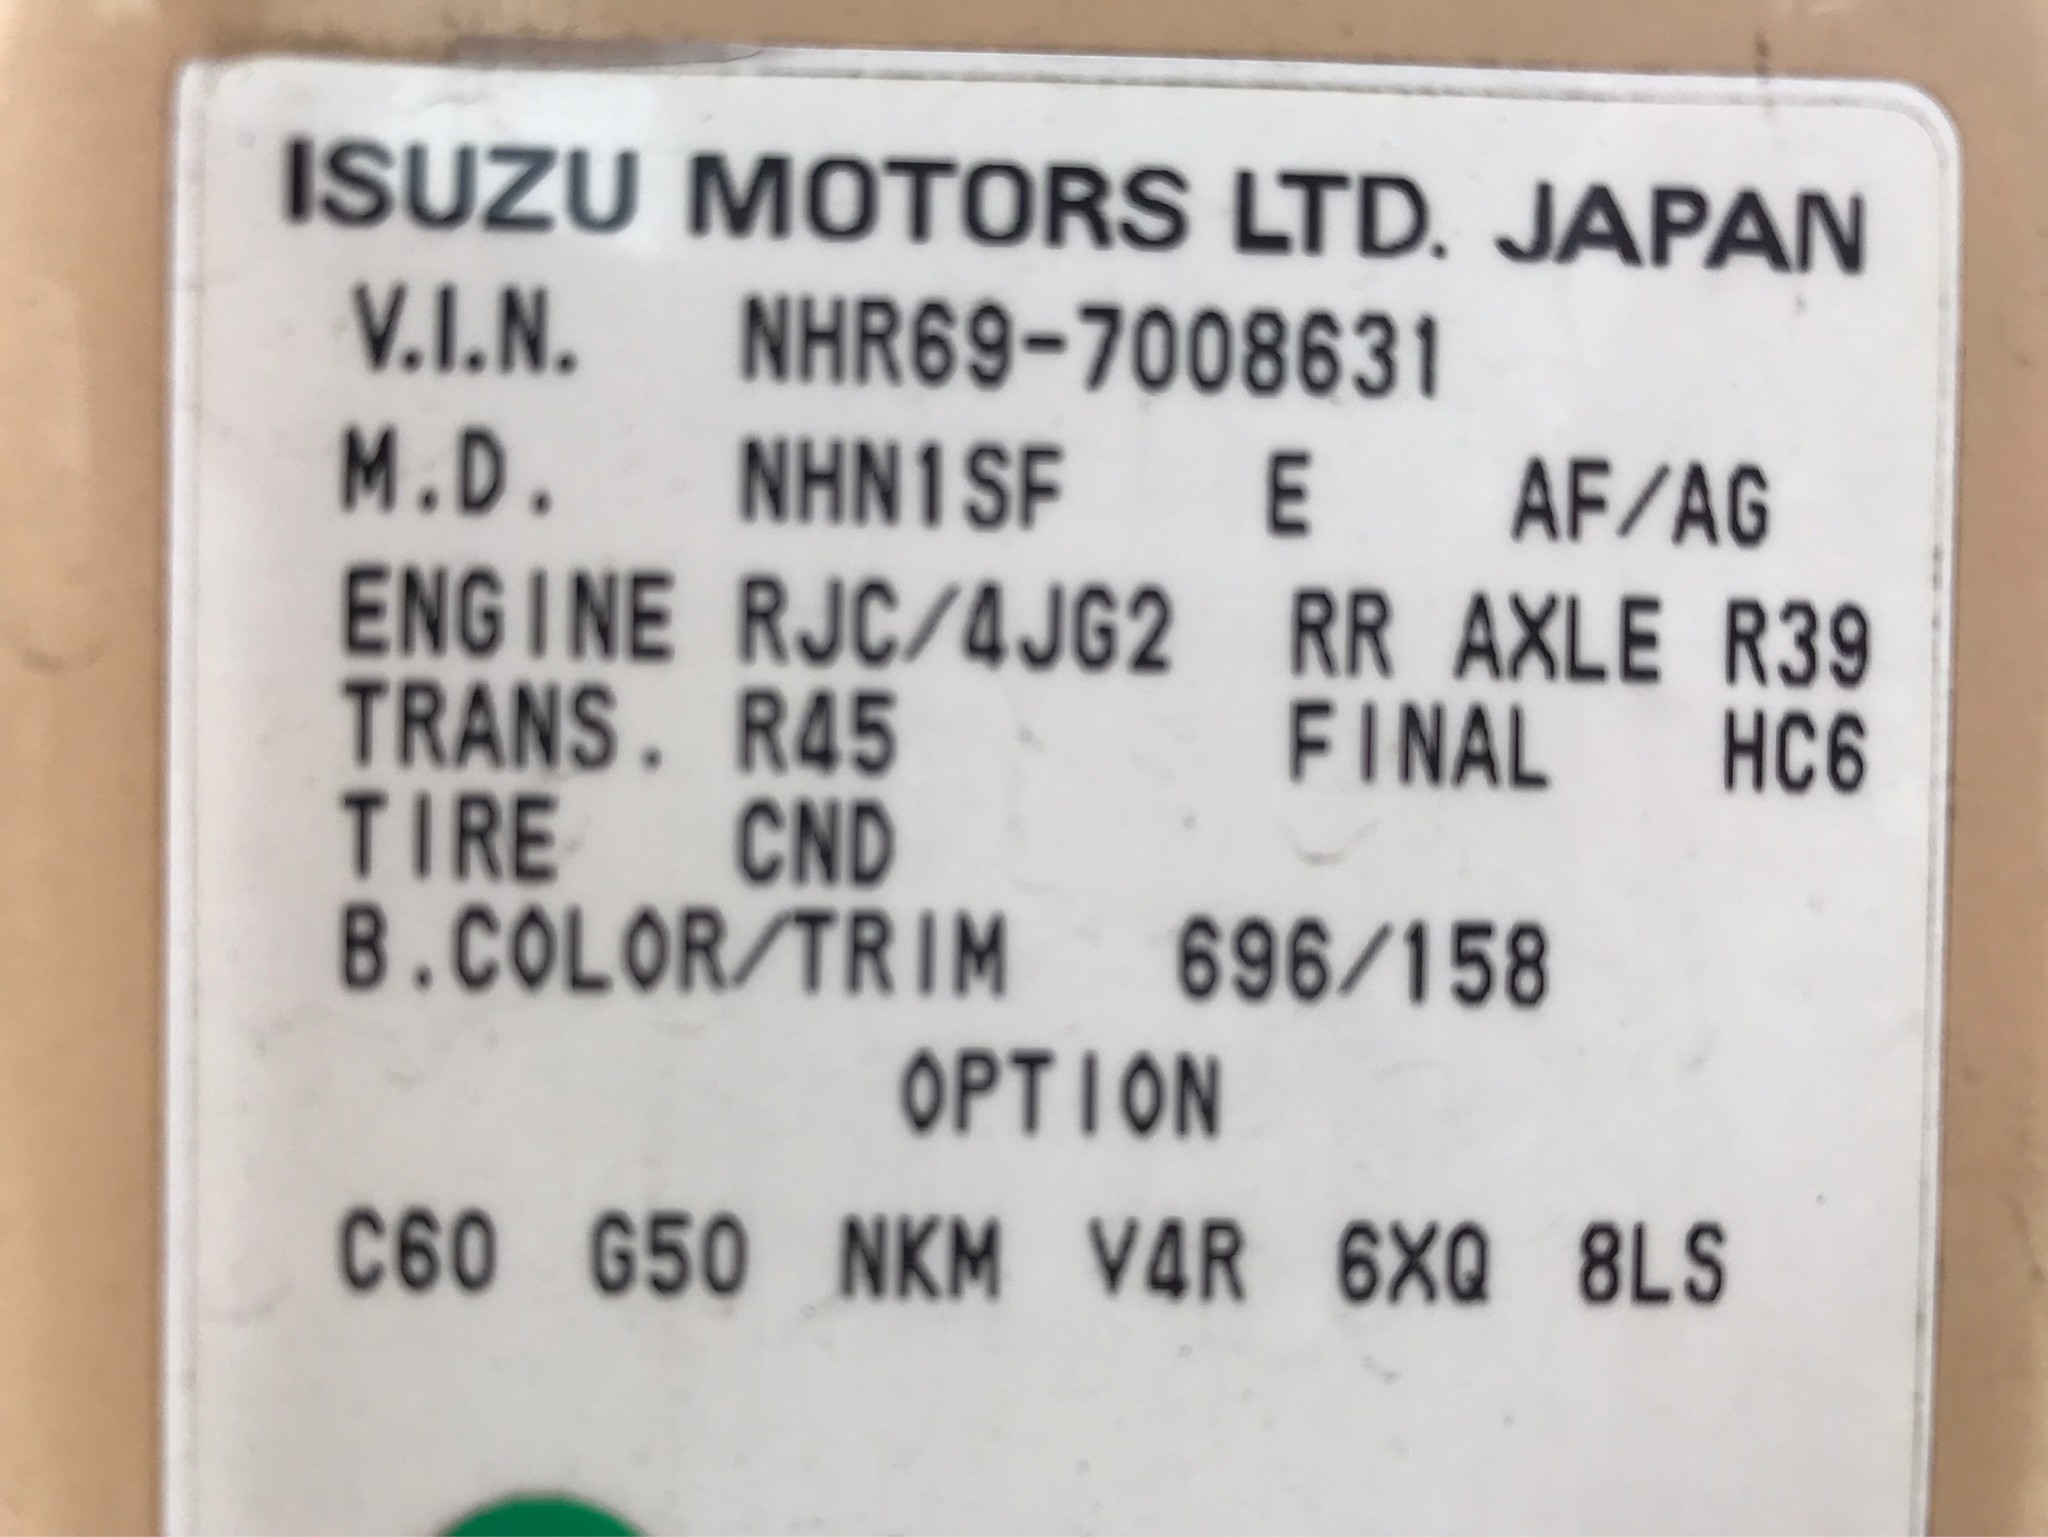 ISUZU MOTORS LTD. JAPAN
V.I.N. NHR69-7008631
M.D. NHN1SF E AF/AG
ENGINE RJC/4JG2 RR AXLE R39
TRANS. R45 FINAL HC6
TIRE CND
B.COLOR/TRIM 696/158
OPTION
C60 G50 NKM V4R 6XQ 8LS